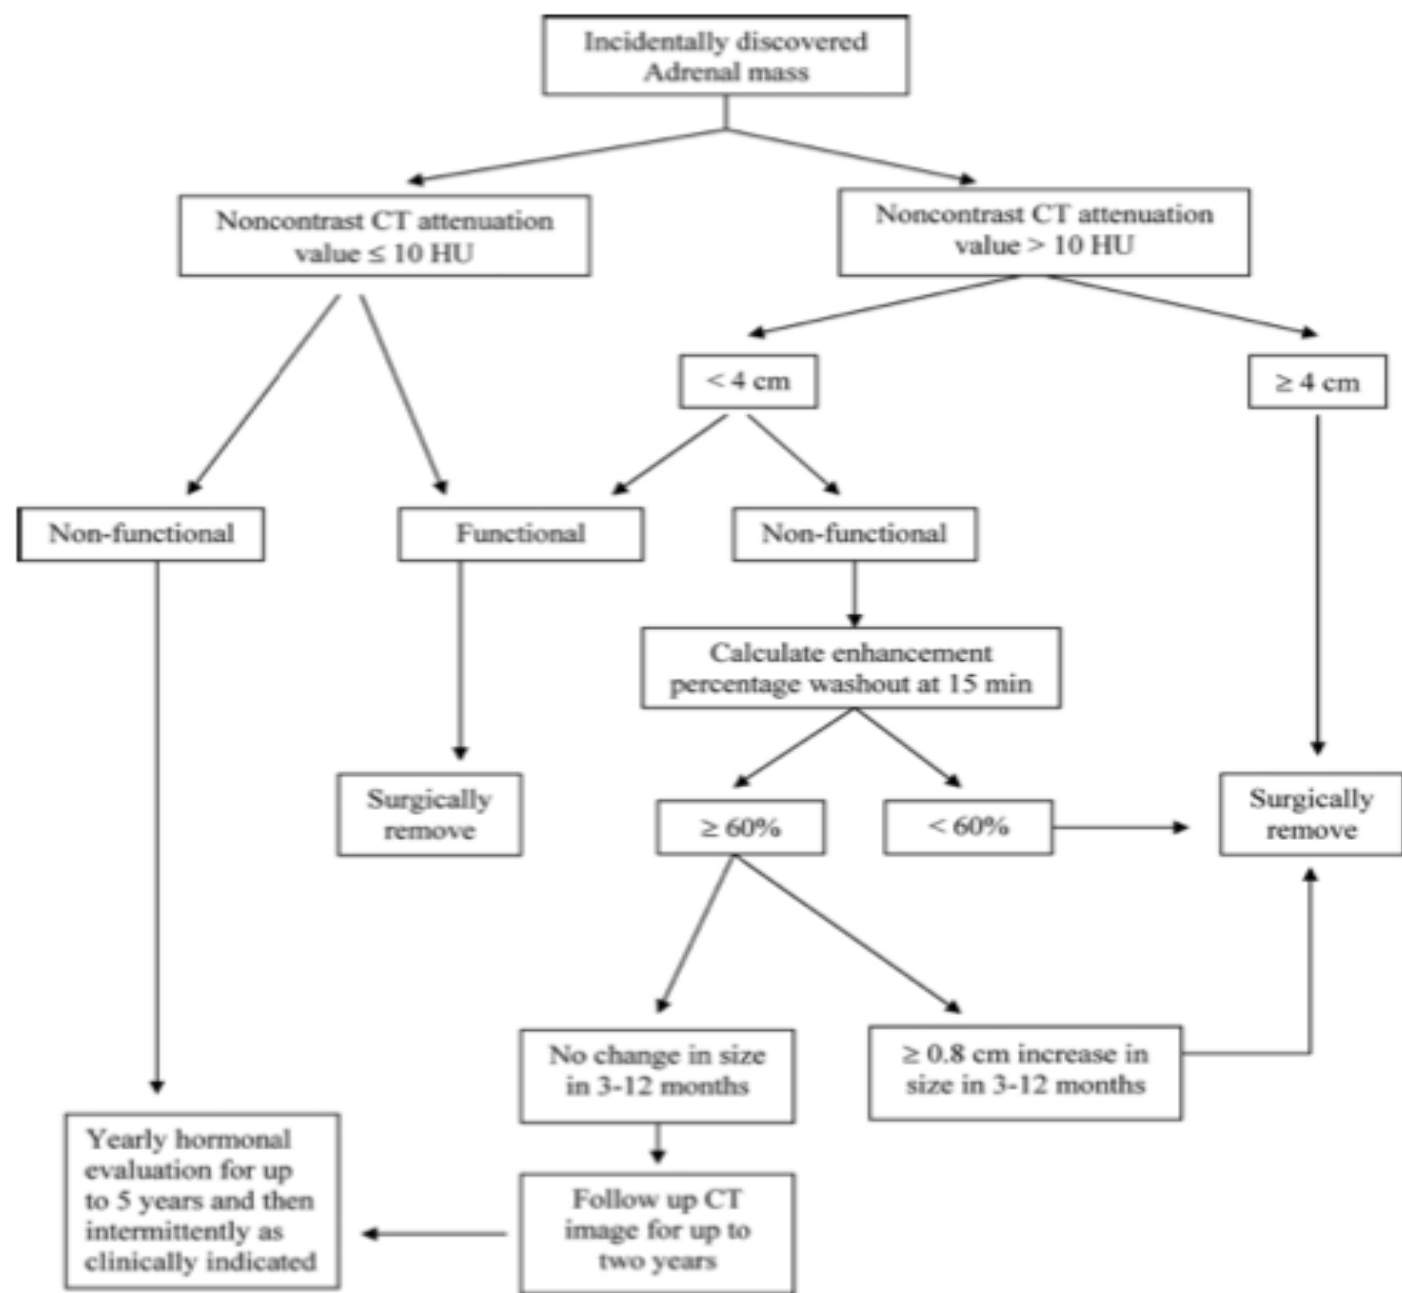 Incidentally discovered
Adrenal mass
Noncontrast CT attenuation
value ≤ 10 HU
Noncontrast CT attenuation
value > 10 HU
< 4 cm
≥ 4 cm
Non-functional
Functional
Non-functional
Calculate enhancement
percentage washout at 15 min
Surgically
remove
≥ 60%
< 60%
Surgically
remove
No change in size
in 3-12 months
≥ 0.8 cm increase in
size in 3-12 months
Yearly hormonal
evaluation for up
to 5 years and then
intermittently as
clinically indicated
Follow up CT
image for up to
two years